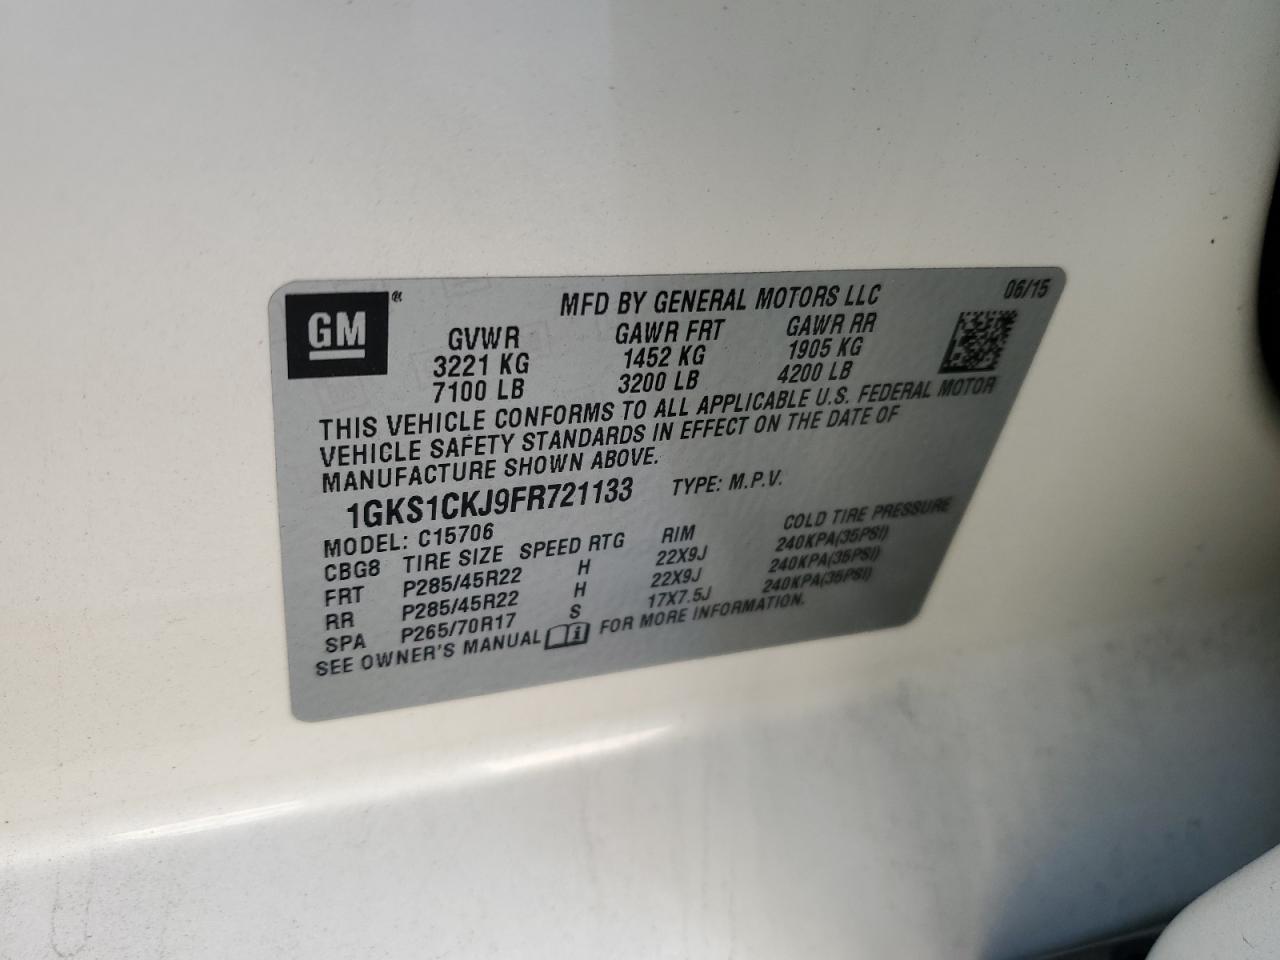 GM ® MFD BY GENERAL MOTORS LLC 06/15
GVWR GAWR FRT GAWR RR
3221 KG 1452 KG 1905 KG
7100 LB 3200 LB 4200 LB
THIS VEHICLE CONFORMS TO ALL APPLICABLE U.S. FEDERAL MOTOR
VEHICLE SAFETY STANDARDS IN EFFECT ON THE DATE OF
MANUFACTURE SHOWN ABOVE.
1GKS1CKJ9FR721133 TYPE: M.P.V.
MODEL: C15706
CBG8 TIRE SIZE SPEED RTG RIM COLD TIRE PRESSURE
FRT P285/45R22 H 22X9J 240KPA(35PSI)
RR P285/45R22 H 22X9J 240KPA(35PSI)
SPA P265/70R17 S 17X7.5J 240KPA(35PSI)
SEE OWNER'S MANUAL FOR MORE INFORMATION.